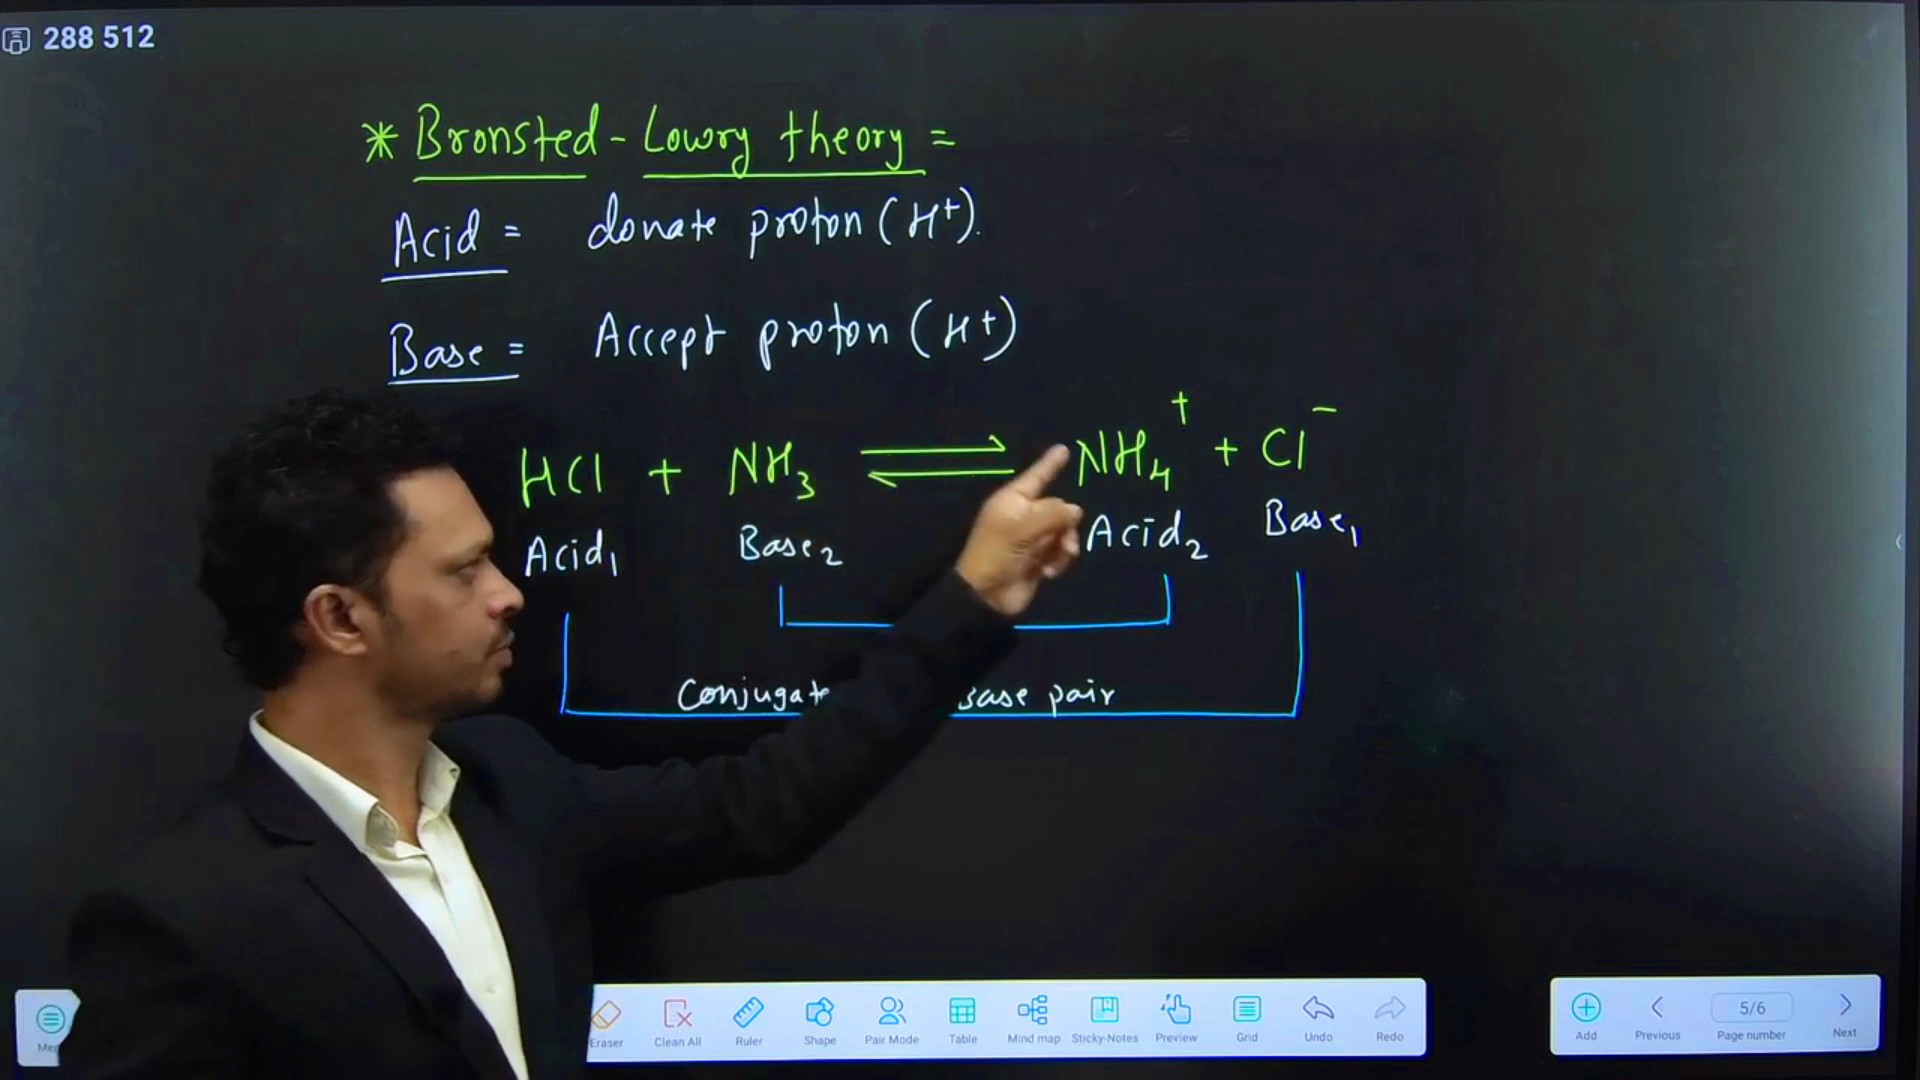 288 512
* Bronsted - Lowry theory =
Acid = donate proton (H+).
Base = Accept proton (H+)
HCl + NH3 ⇌ NH4+ + Cl-
Acid1 Base2 Acid2 Base1
Conjugate base pair
Eraser Clean All Ruler Shape Pair Mode Table Mind map Sticky-Notes Preview Grid Undo Redo
5/6
Add Previous Page number Next